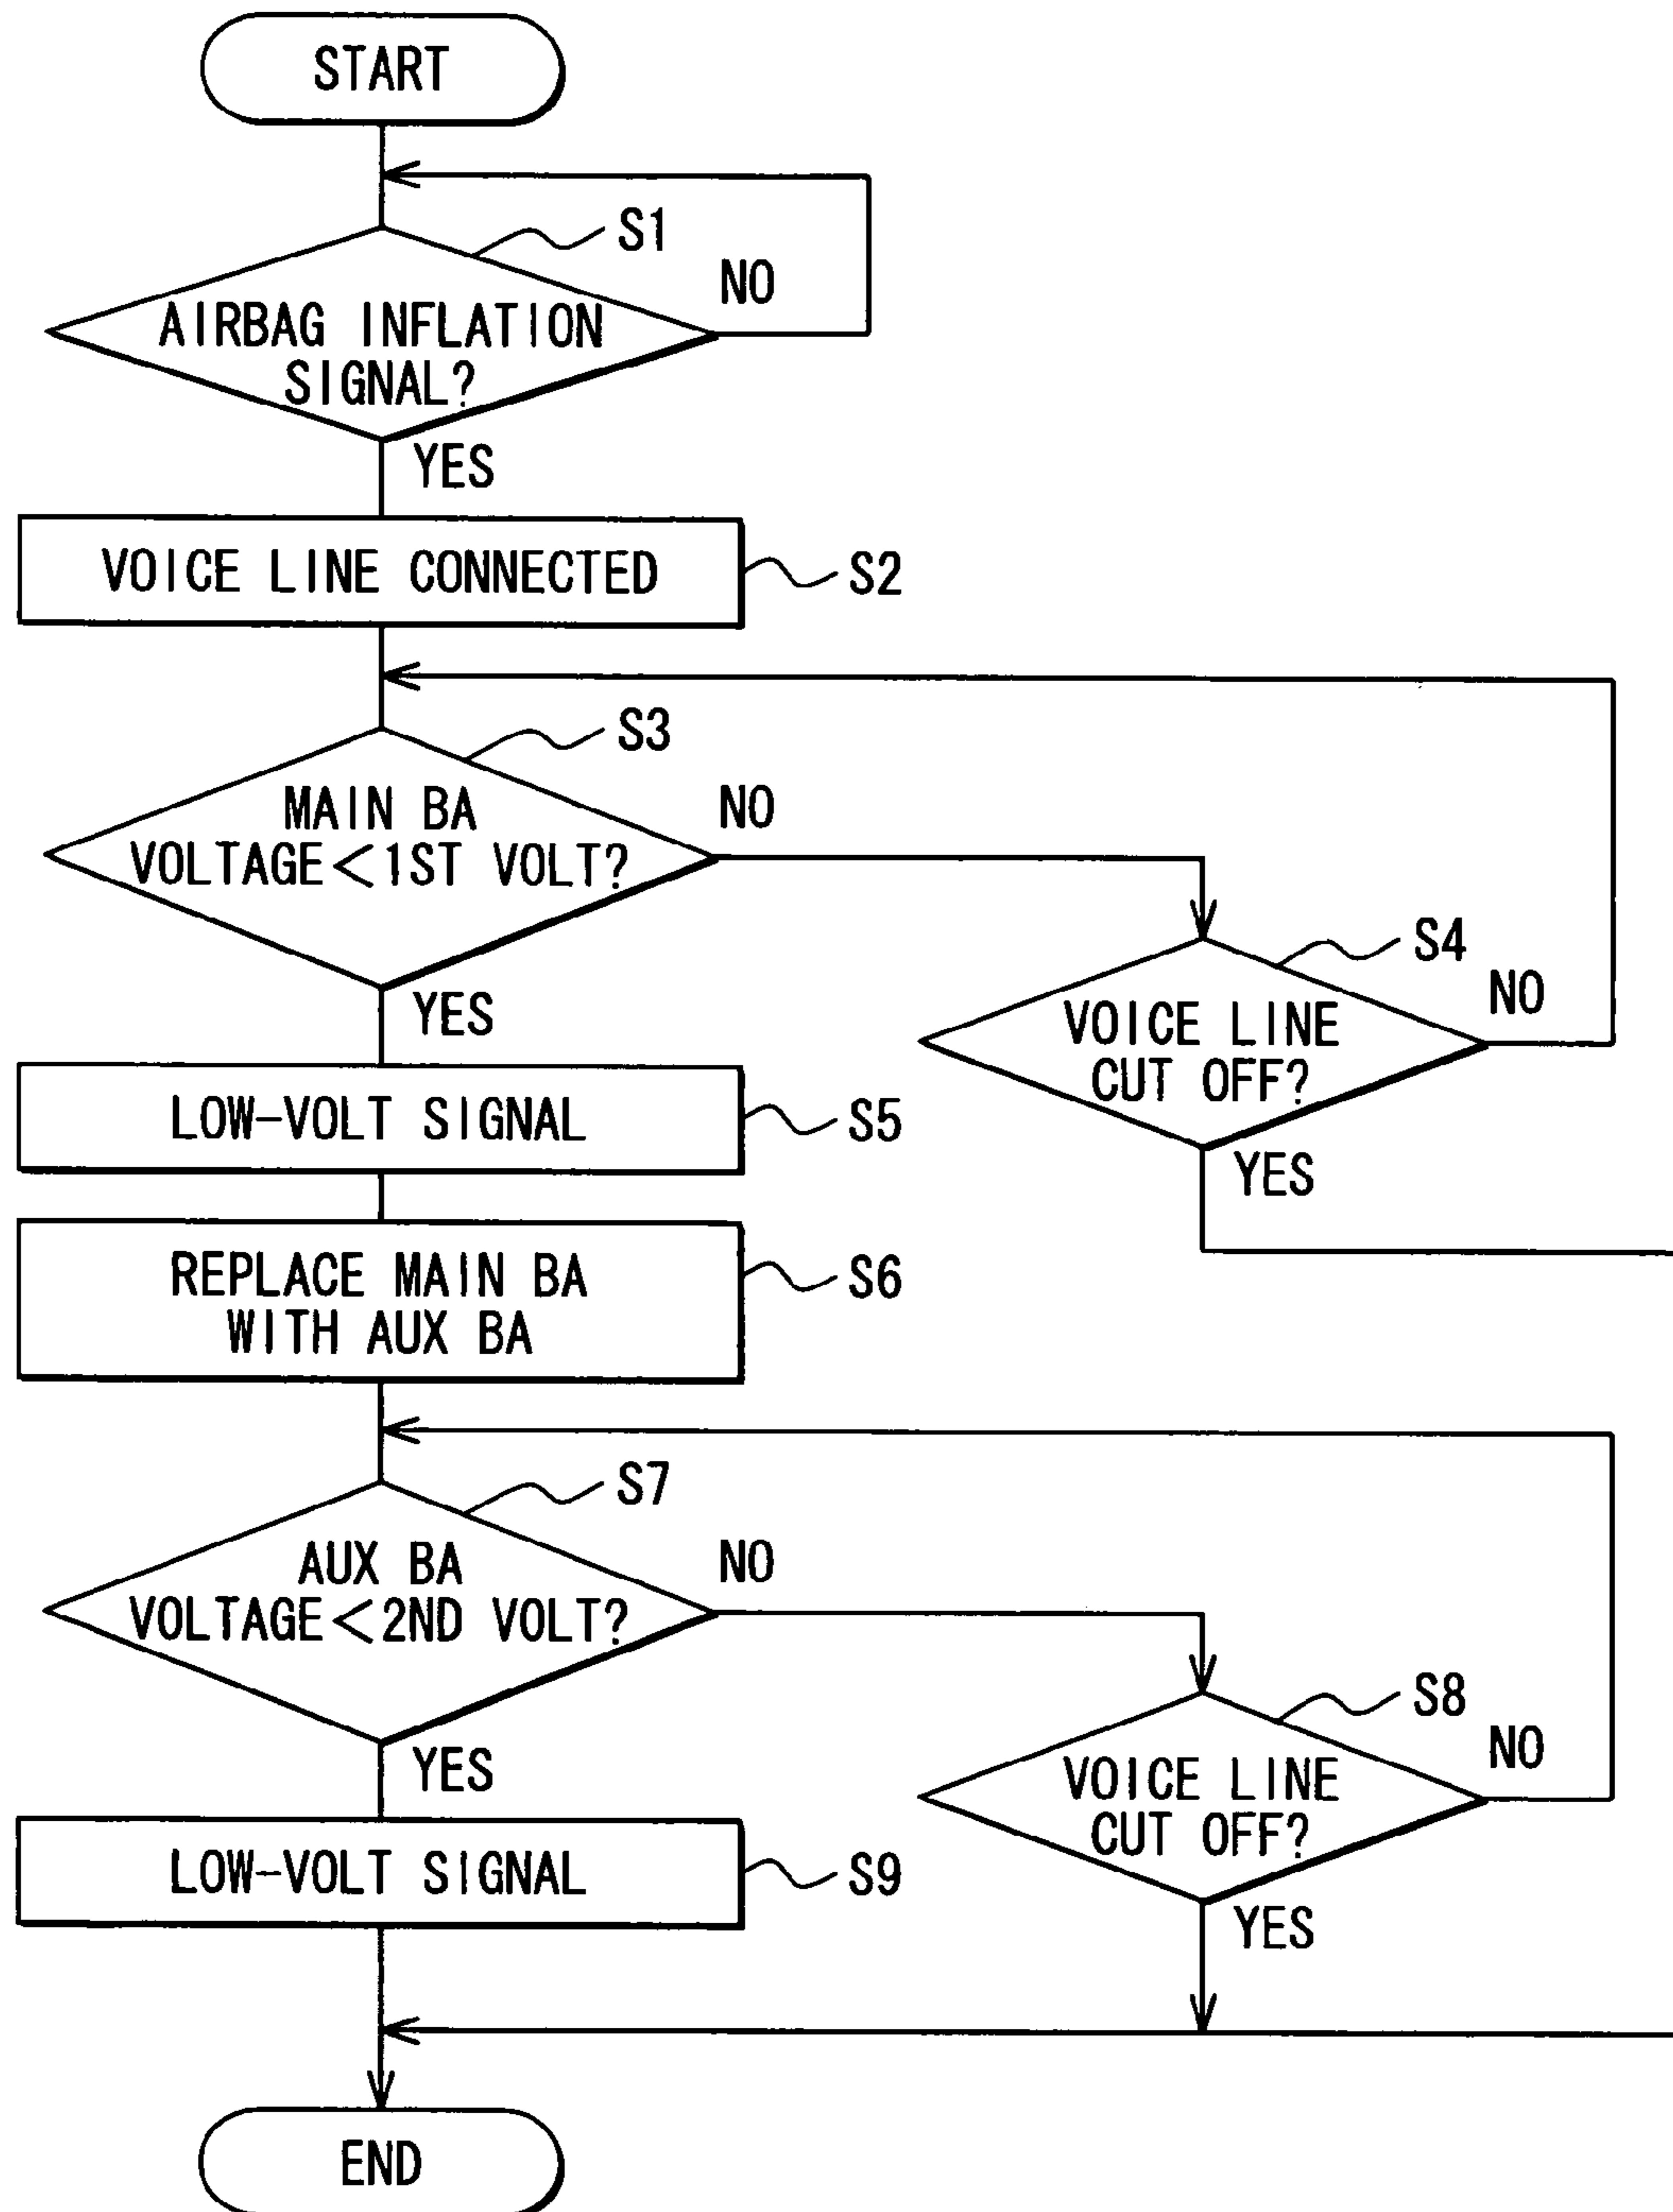 START
S1
NO
AIRBAG INFLATION
SIGNAL?
YES
VOICE LINE CONNECTED
S2
S3
MAIN BA
VOLTAGE<1ST VOLT?
NO
S4
VOICE LINE
CUT OFF?
NO
YES
YES
LOW-VOLT SIGNAL
S5
REPLACE MAIN BA
WITH AUX BA
S6
S7
AUX BA
VOLTAGE<2ND VOLT?
NO
S8
VOICE LINE
CUT OFF?
NO
YES
YES
LOW-VOLT SIGNAL
S9
END